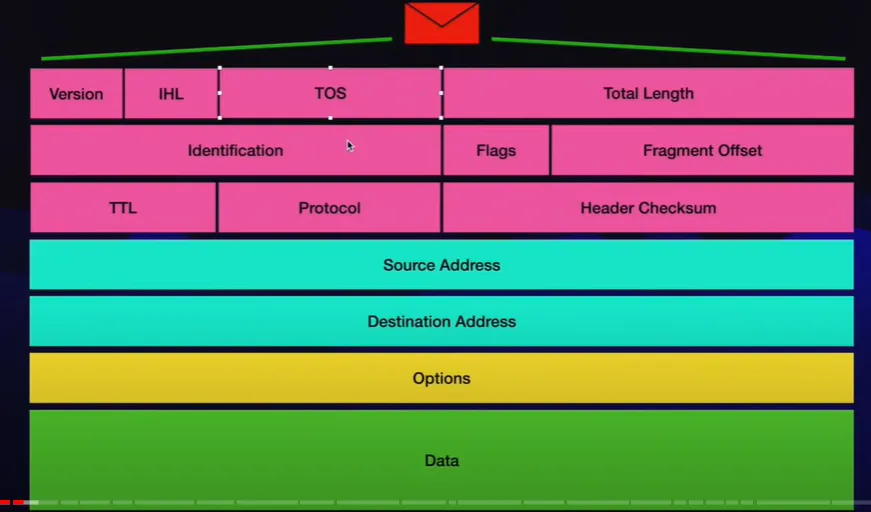 Version IHL TOS Total Length
Identification Flags Fragment Offset
TTL Protocol Header Checksum
Source Address
Destination Address
Options
Data